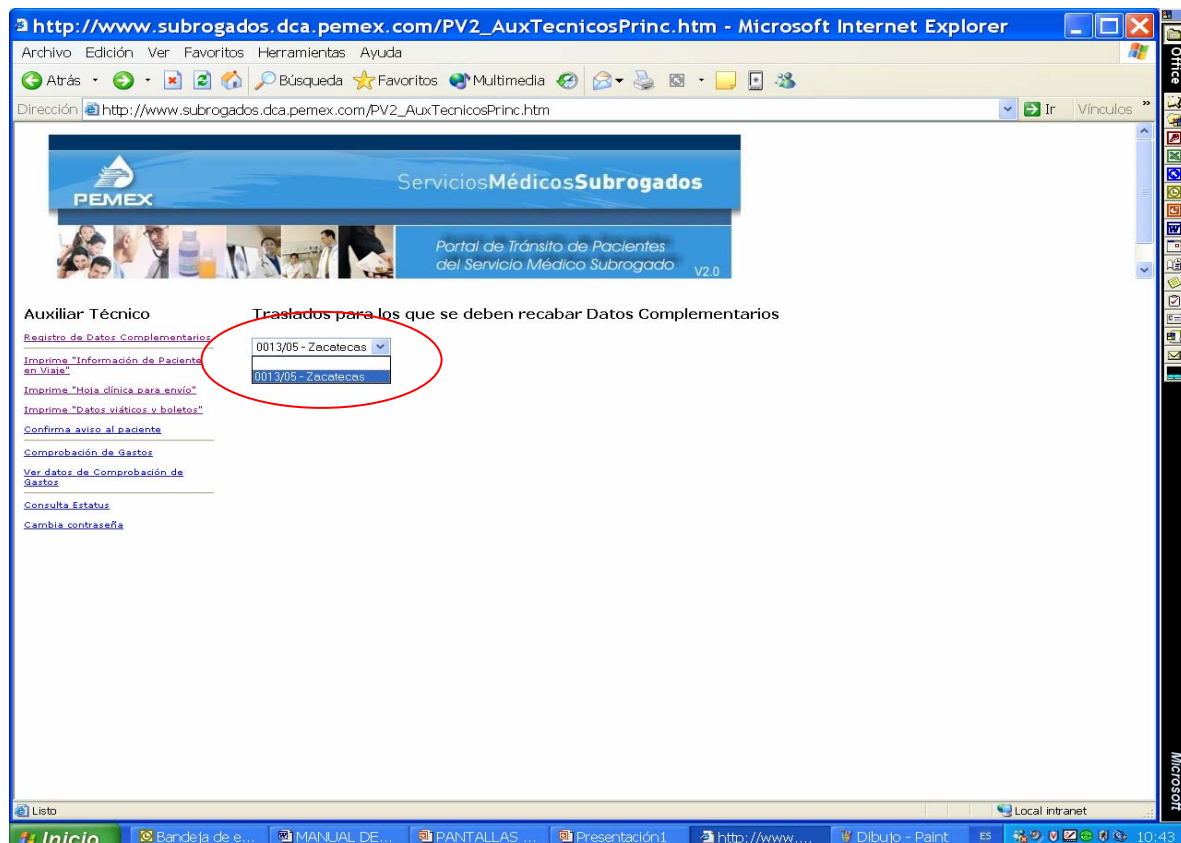 http://www.subrogados.dca.pemex.com/PV2_AuxTecnicosPrinc.htm - Microsoft Internet Explorer
Archivo Edición Ver Favoritos Herramientas Ayuda
Atrás Búsqueda Favoritos Multimedia
Dirección http://www.subrogados.dca.pemex.com/PV2_AuxTecnicosPrinc.htm Ir Vínculos »
Office
PEMEX
ServiciosMédicosSubrogados
Portal de Tránsito de Pacientes
del Servicio Médico Subrogado V2.0
Auxiliar Técnico
Registro de Datos Complementarios
Imprime "Información de Paciente
en Viaje"
Imprime "Hoja clínica para envío"
Imprime "Datos viáticos y boletos"
Confirma aviso al paciente
Comprobación de Gastos
Ver datos de Comprobación de
Gastos
Consulta Estatus
Cambia contraseña
Traslados para los que se deben recabar Datos Complementarios
0013/05 - Zacatecas
0013/05 - Zacatecas
Microsoft
Listo Local intranet
Inicio Bandeja de e... MANUAL DE... PANTALLAS ... Presentación1 http://www.... Dibujo - Paint ES 10:43